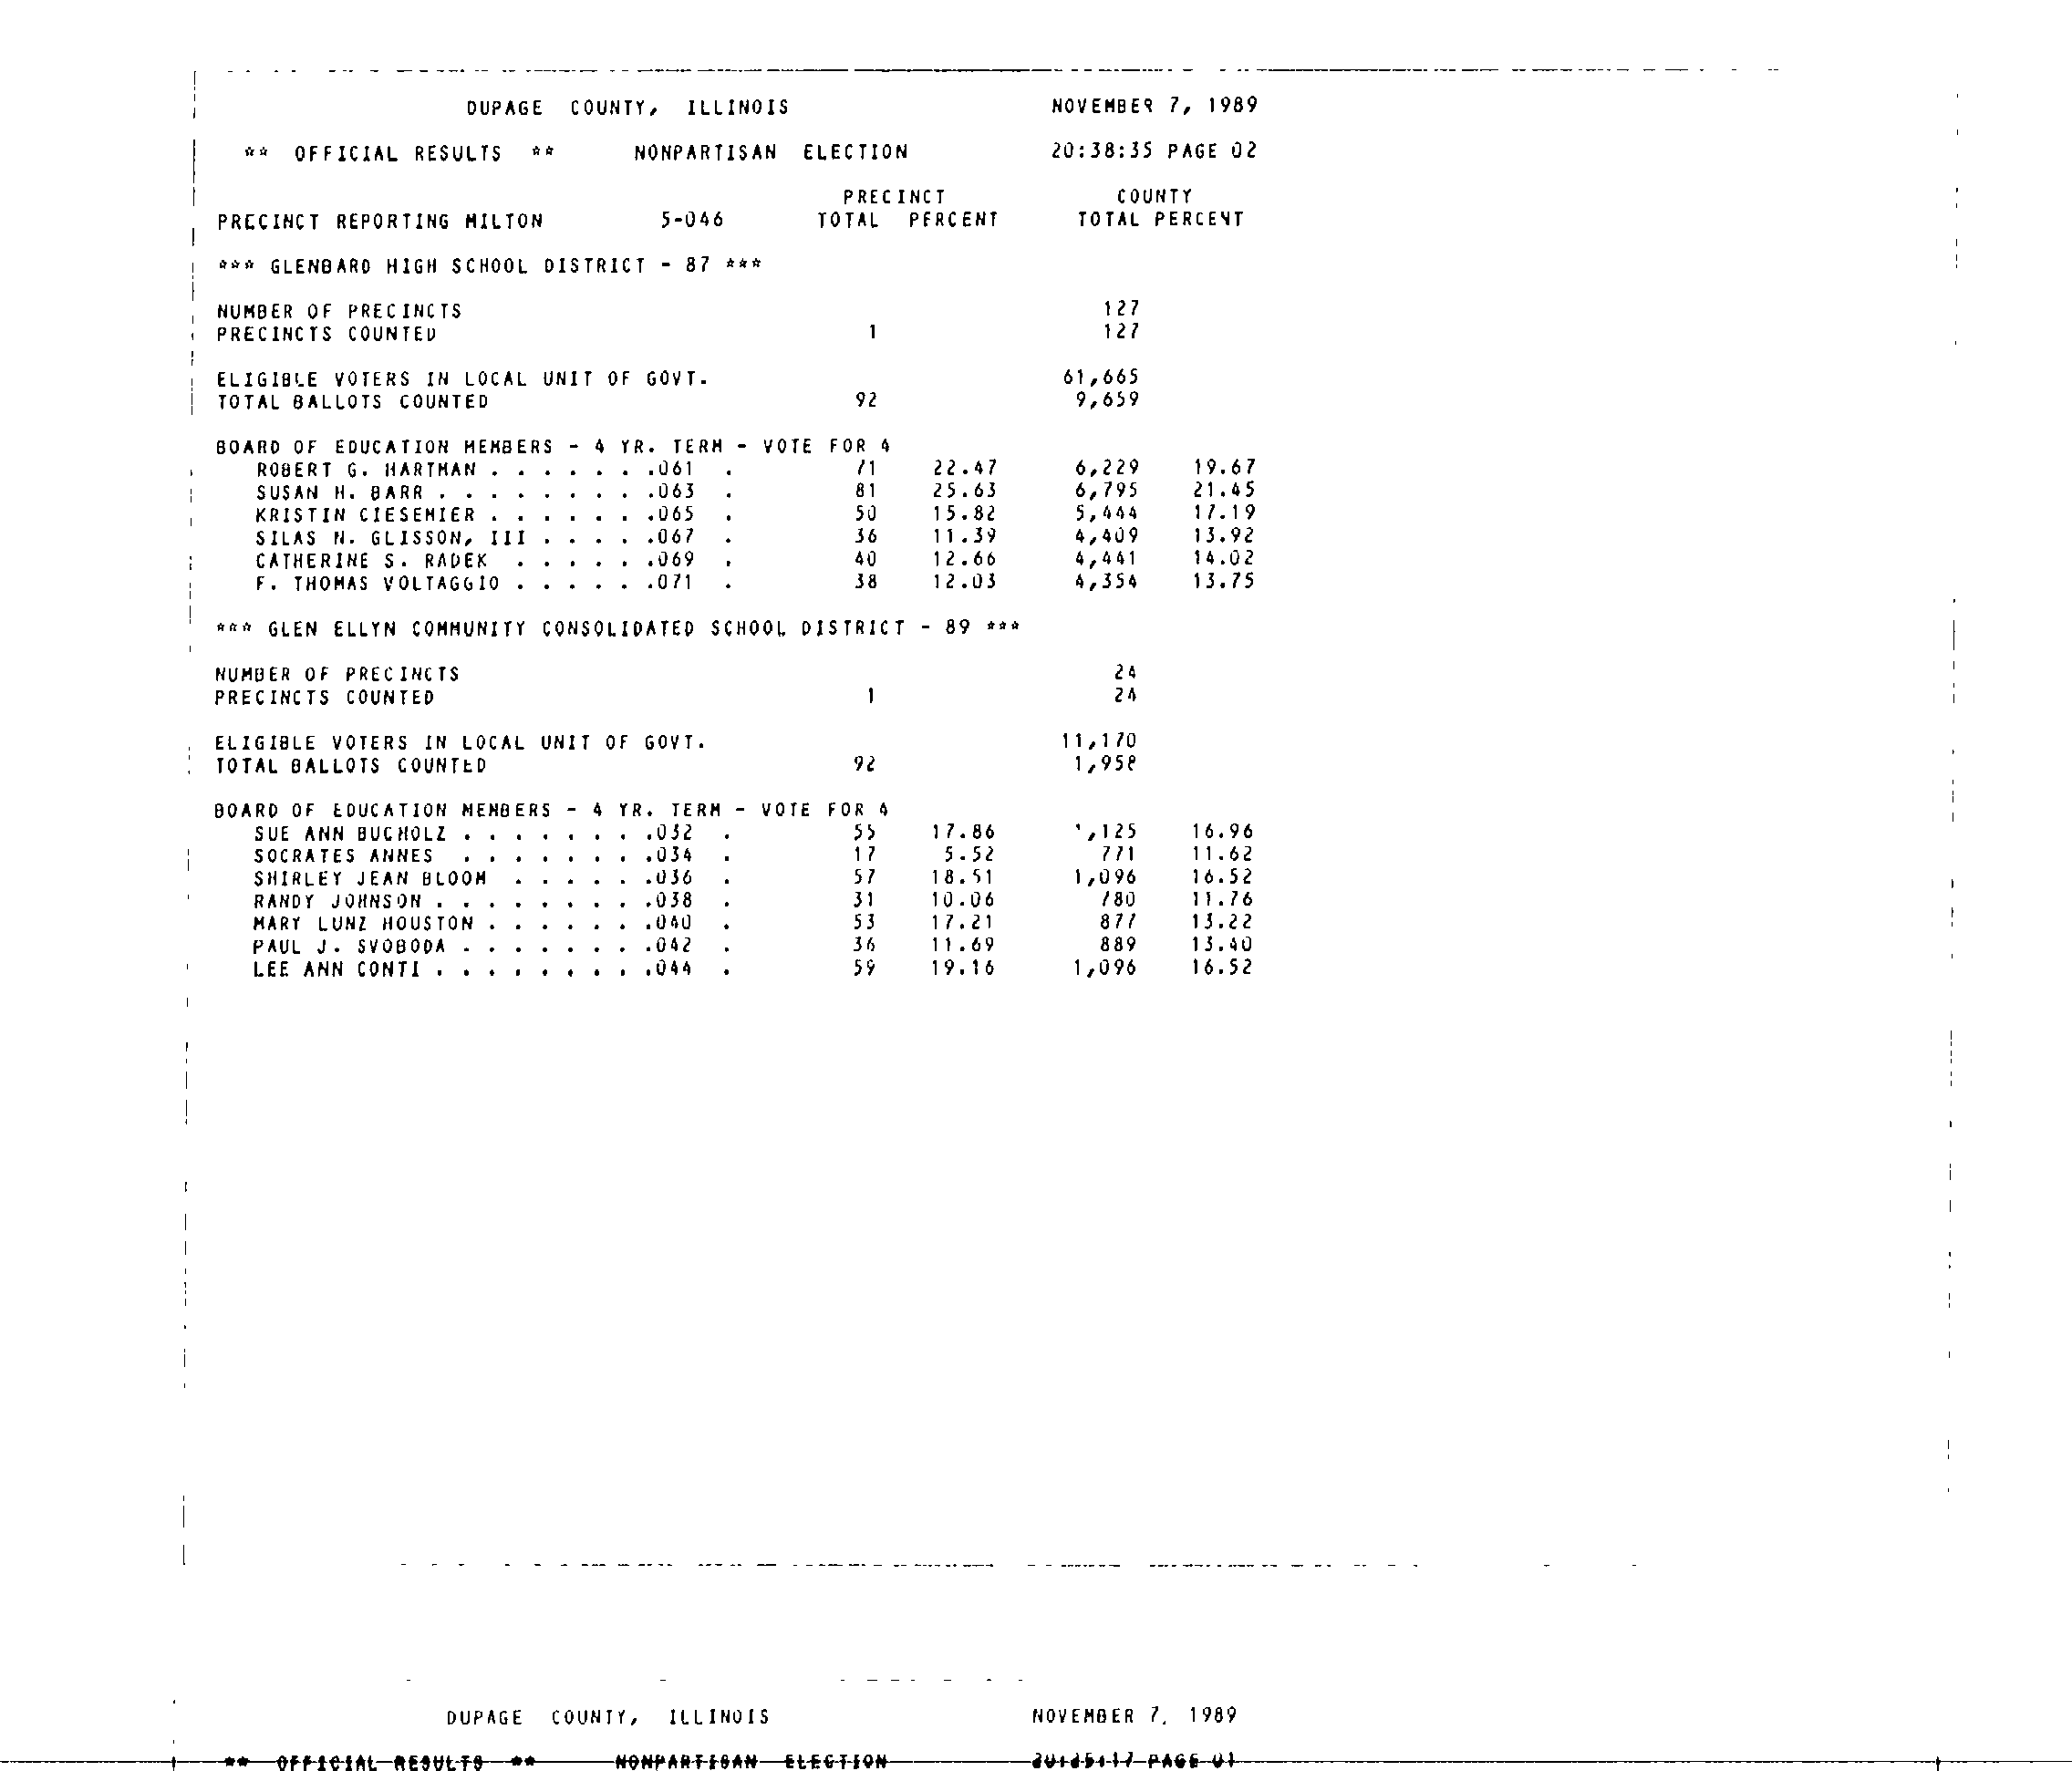 DUPAGE COUNTY, ILLINOIS NOVEMBER 7, 1989
** OFFICIAL RESULTS ** NONPARTISAN ELECTION 20:38:35 PAGE 02
PRECINCT COUNTY
PRECINCT REPORTING MILTON 5-046 TOTAL PERCENT TOTAL PERCENT
*** GLENBARD HIGH SCHOOL DISTRICT - 87 ***
NUMBER OF PRECINCTS 127
PRECINCTS COUNTED 1 127
ELIGIBLE VOTERS IN LOCAL UNIT OF GOVT. 61,665
TOTAL BALLOTS COUNTED 92 9,659
BOARD OF EDUCATION MEMBERS - 4 YR. TERM - VOTE FOR 4
ROBERT G. HARTMAN . . . . . . .061 . 71 22.47 6,229 19.67
SUSAN H. BARR . . . . . . . . .063 . 81 25.63 6,795 21.45
KRISTIN CIESEMIER . . . . . . .065 . 50 15.82 5,444 17.19
SILAS N. GLISSON, III . . . . .067 . 36 11.39 4,409 13.92
CATHERINE S. RADEK . . . . . .069 . 40 12.66 4,441 14.02
F. THOMAS VOLTAGGIO . . . . . .071 . 38 12.03 4,354 13.75
*** GLEN ELLYN COMMUNITY CONSOLIDATED SCHOOL DISTRICT - 89 ***
NUMBER OF PRECINCTS 24
PRECINCTS COUNTED 1 24
ELIGIBLE VOTERS IN LOCAL UNIT OF GOVT. 11,170
TOTAL BALLOTS COUNTED 92 1,958
BOARD OF EDUCATION MEMBERS - 4 YR. TERM - VOTE FOR 4
SUE ANN BUCHOLZ . . . . . . . .032 . 55 17.86 1,125 16.96
SOCRATES ANNES . . . . . . . .034 . 17 5.52 771 11.62
SHIRLEY JEAN BLOOM . . . . . .036 . 57 18.51 1,096 16.52
RANDY JOHNSON . . . . . . . . .038 . 31 10.06 780 11.76
MARY LUNZ HOUSTON . . . . . . .040 . 53 17.21 877 13.22
PAUL J. SVOBODA . . . . . . . .042 . 36 11.69 889 13.40
LEE ANN CONTI . . . . . . . . .044 . 59 19.16 1,096 16.52
DUPAGE COUNTY, ILLINOIS NOVEMBER 7, 1989
** OFFICIAL RESULTS ** NONPARTISAN ELECTION PAGE 01